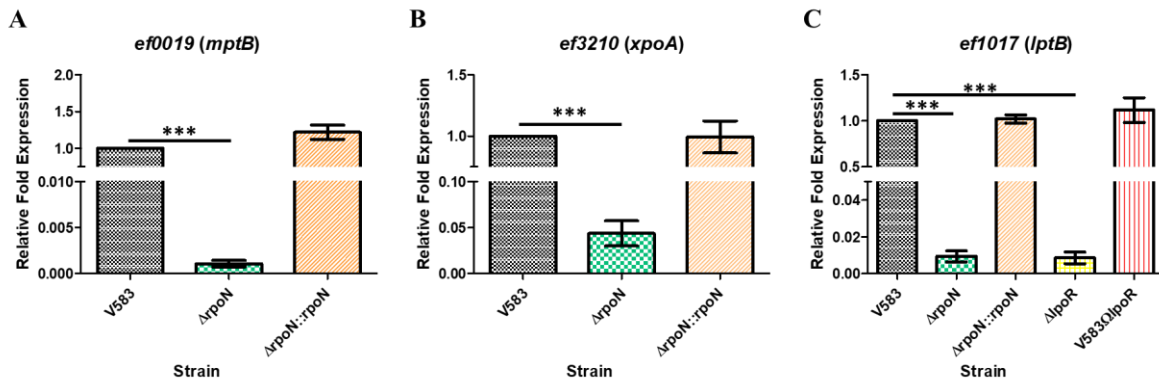 A
ef0019 (mptB)
Relative Fold Expression
2.0
1.5
1.0
0.010
0.005
0.000
***
V583
ΔrpoN
ΔrpoN::rpoN
Strain
B
ef3210 (xpoA)
Relative Fold Expression
1.5
1.0
0.10
0.05
0.00
***
V583
ΔrpoN
ΔrpoN::rpoN
Strain
C
ef1017 (lptB)
Relative Fold Expression
1.5
1.0
0.5
0.06
0.04
0.02
0.00
***
***
V583
ΔrpoN
ΔrpoN::rpoN
ΔlpoR
V583ΩlpoR
Strain